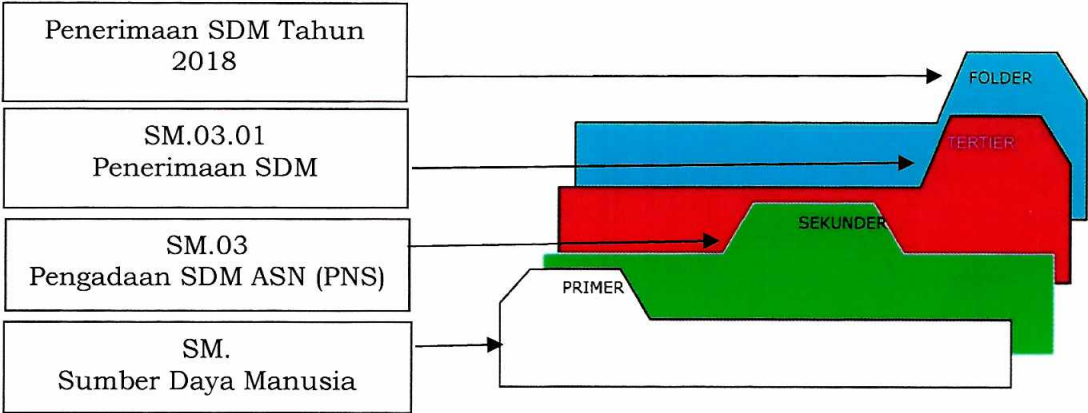 Penerimaan SDM Tahun
2018
SM.03.01
Penerimaan SDM
SM.03
Pengadaan SDM ASN (PNS)
SM.
Sumber Daya Manusia
FOLDER
TERTIER
SEKUNDER
PRIMER